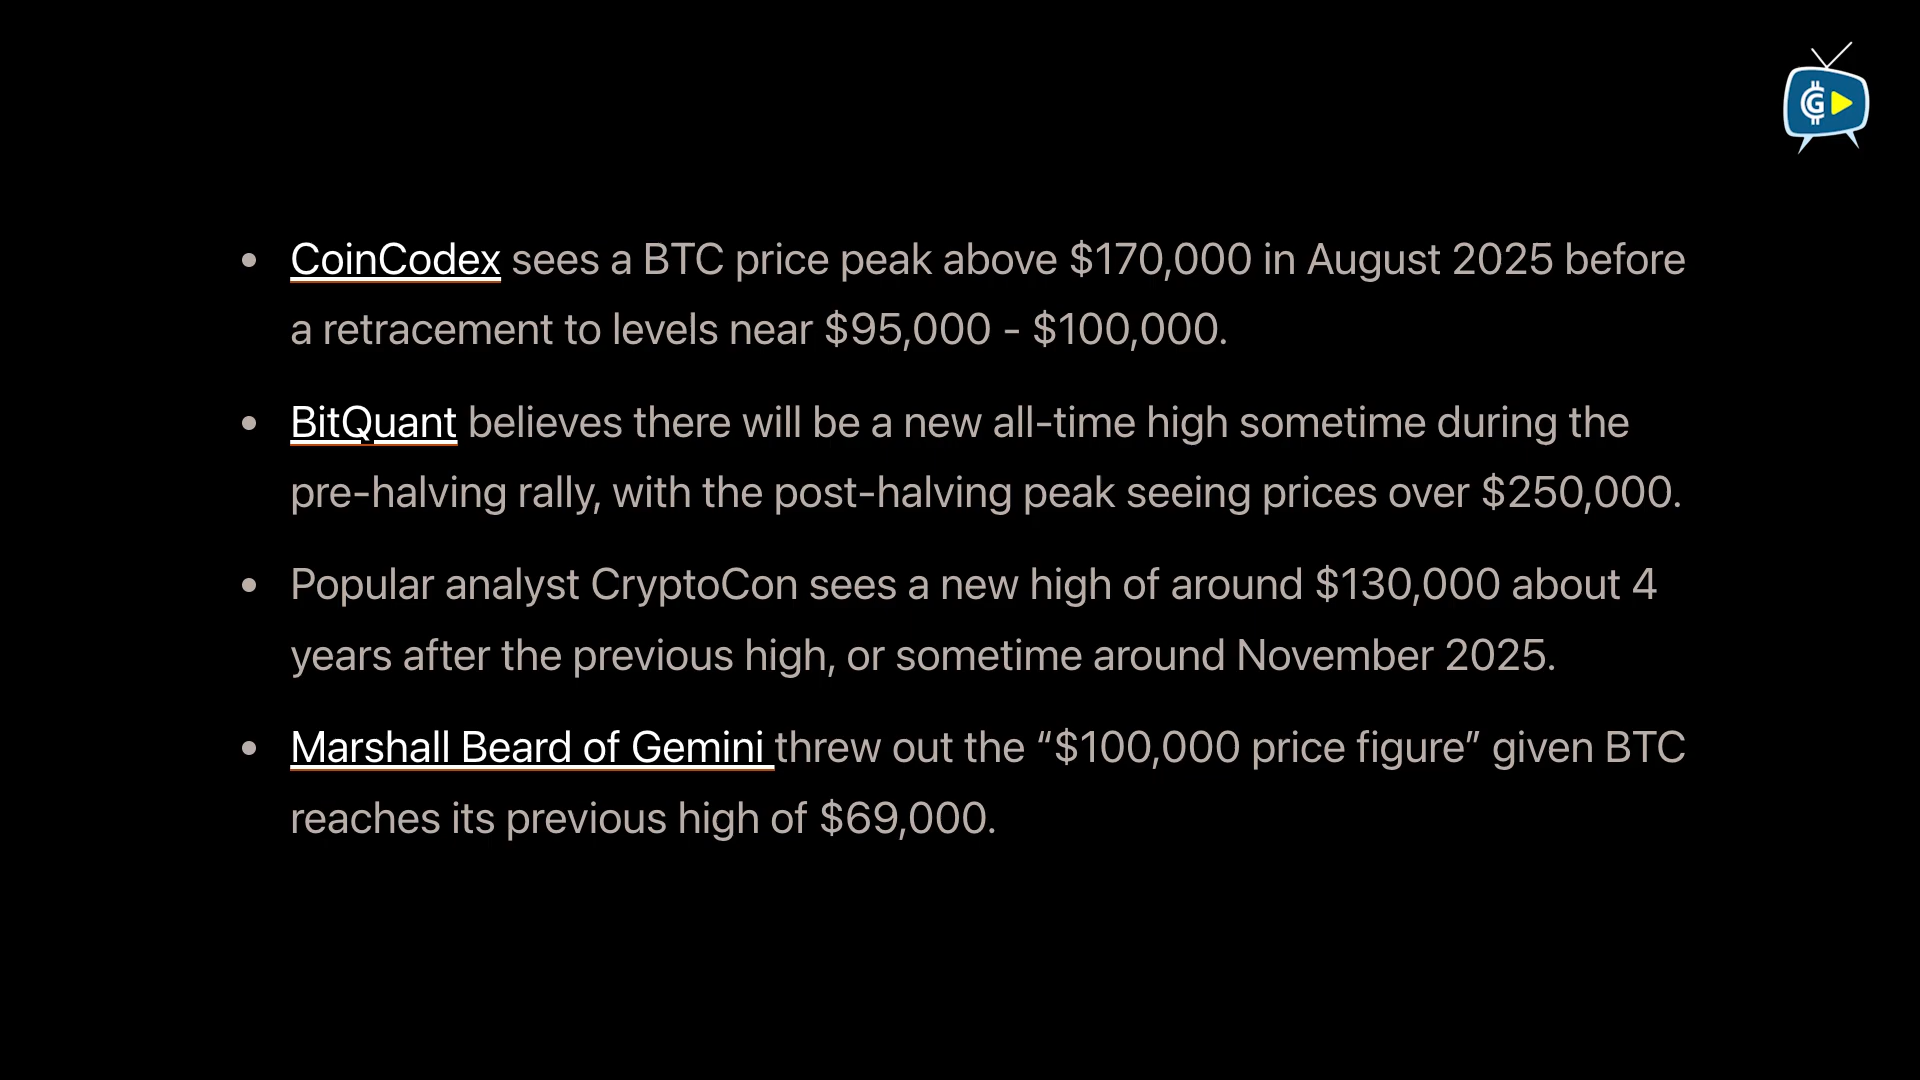 • CoinCodex sees a BTC price peak above $170,000 in August 2025 before
a retracement to levels near $95,000 - $100,000.
• BitQuant believes there will be a new all-time high sometime during the
pre-halving rally, with the post-halving peak seeing prices over $250,000.
• Popular analyst CryptoCon sees a new high of around $130,000 about 4
years after the previous high, or sometime around November 2025.
• Marshall Beard of Gemini threw out the “$100,000 price figure” given BTC
reaches its previous high of $69,000.